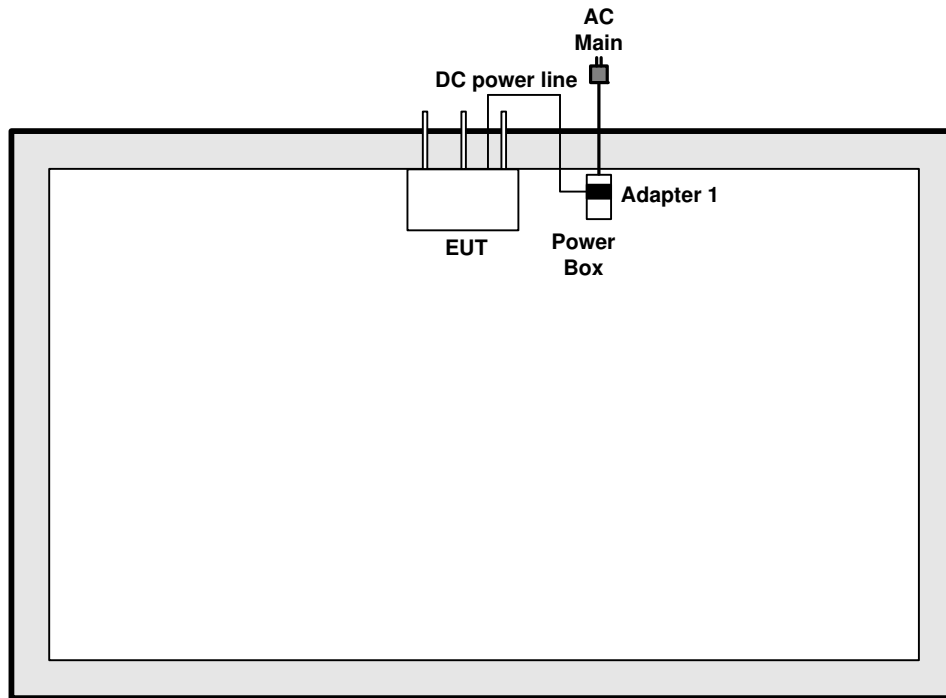 AC
Main
DC power line
Adapter 1
EUT
Power
Box